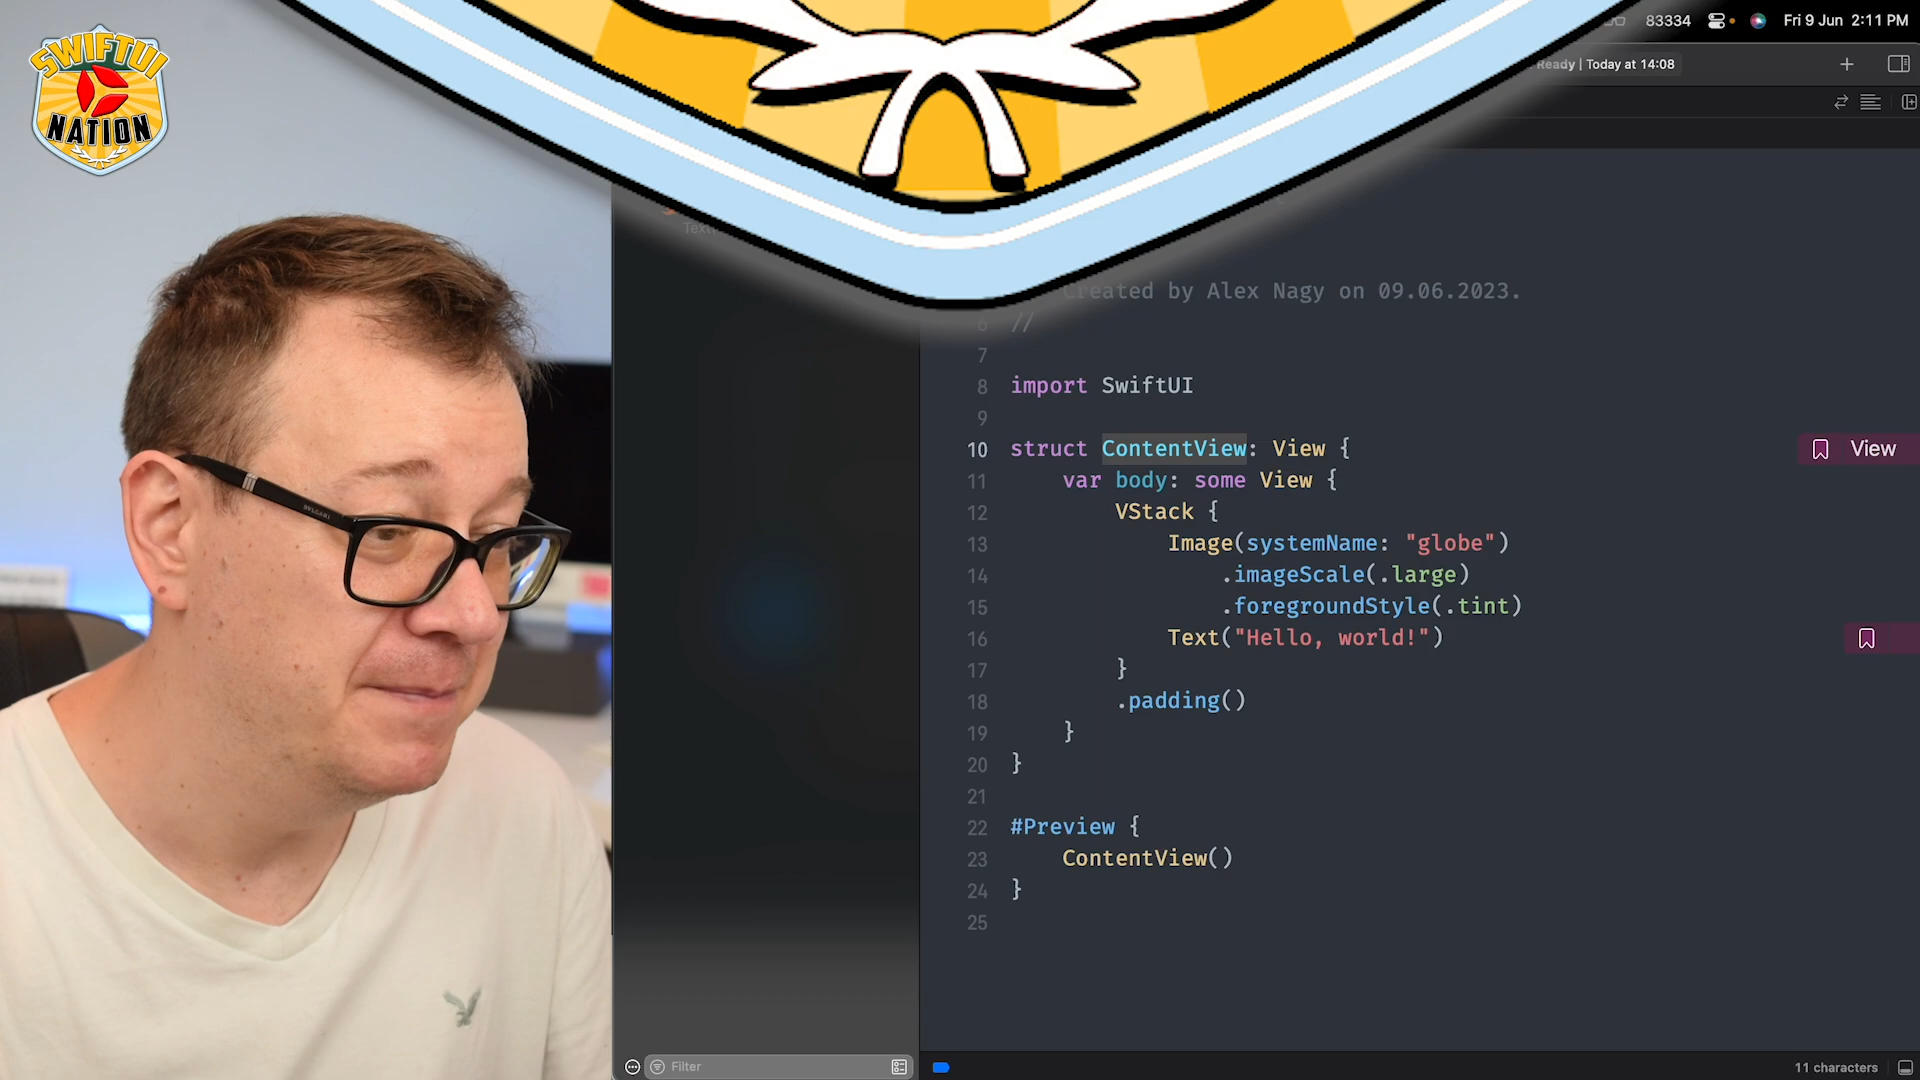 SWIFTUI
NATION
83334
Fri 9 Jun 2:11 PM
Ready | Today at 14:08
Created by Alex Nagy on 09.06.2023.
6 //
7
8 import SwiftUI
9
10 struct ContentView: View {
View
11 var body: some View {
12 VStack {
13 Image(systemName: "globe")
14 .imageScale(.large)
15 .foregroundStyle(.tint)
16 Text("Hello, world!")
17 }
18 .padding()
19 }
20 }
21
22 #Preview {
23 ContentView()
24 }
25
BVLGARI
Filter
11 characters